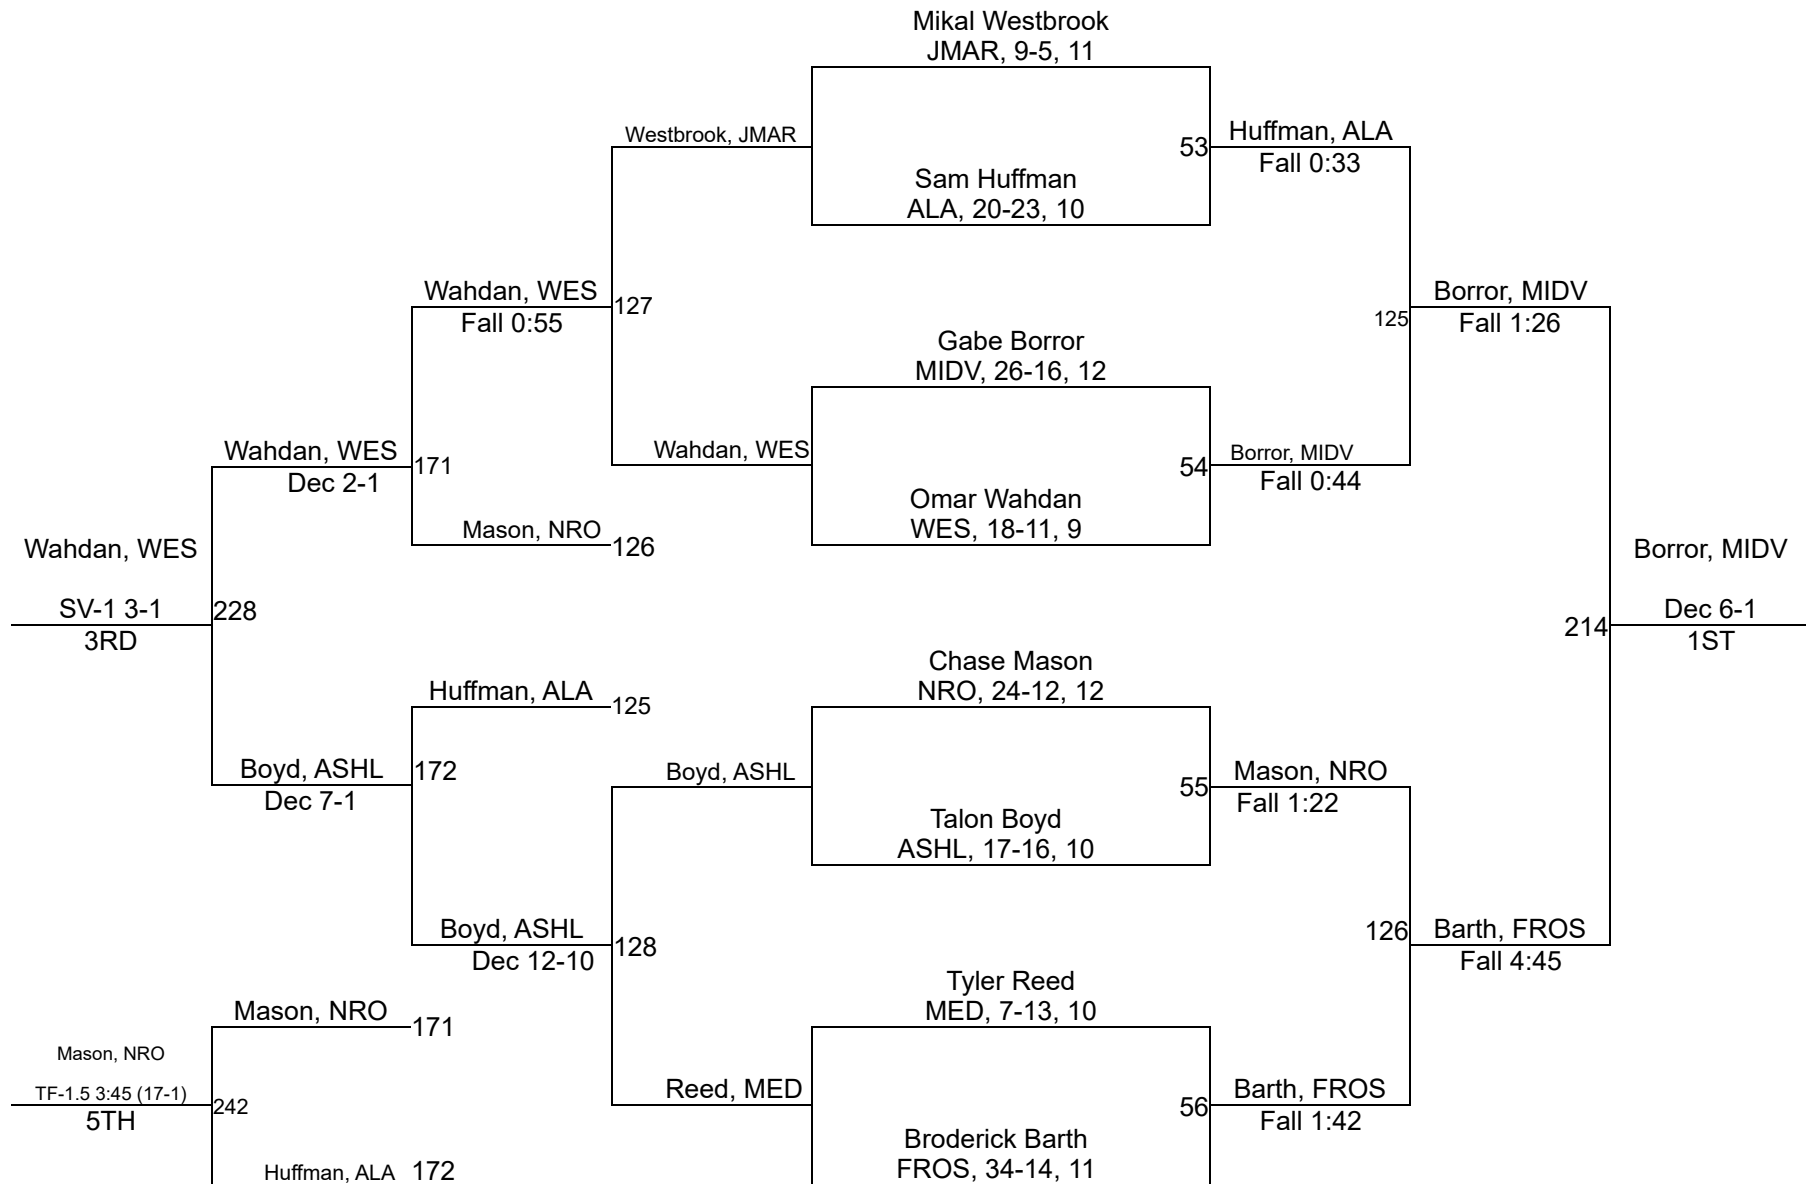 Mikal Westbrook
JMAR, 9-5, 11
Westbrook, JMAR
53
Huffman, ALA
Fall 0:33
Sam Huffman
ALA, 20-23, 10
Wahdan, WES
Fall 0:55
127
Borror, MIDV
Fall 1:26
125
Gabe Borror
MIDV, 26-16, 12
Wahdan, WES
Dec 2-1
171
Wahdan, WES
54
Borror, MIDV
Fall 0:44
Omar Wahdan
WES, 18-11, 9
Mason, NRO
126
Wahdan, WES
SV-1 3-1
3RD
228
Borror, MIDV
Dec 6-1
1ST
214
Chase Mason
NRO, 24-12, 12
Huffman, ALA
125
Boyd, ASHL
Dec 7-1
172
Boyd, ASHL
55
Mason, NRO
Fall 1:22
Talon Boyd
ASHL, 17-16, 10
Boyd, ASHL
Dec 12-10
128
126
Barth, FROS
Fall 4:45
Tyler Reed
MED, 7-13, 10
Mason, NRO
171
Mason, NRO
TF-1.5 3:45 (17-1)
5TH
242
Reed, MED
56
Barth, FROS
Fall 1:42
Broderick Barth
FROS, 34-14, 11
Huffman, ALA
172